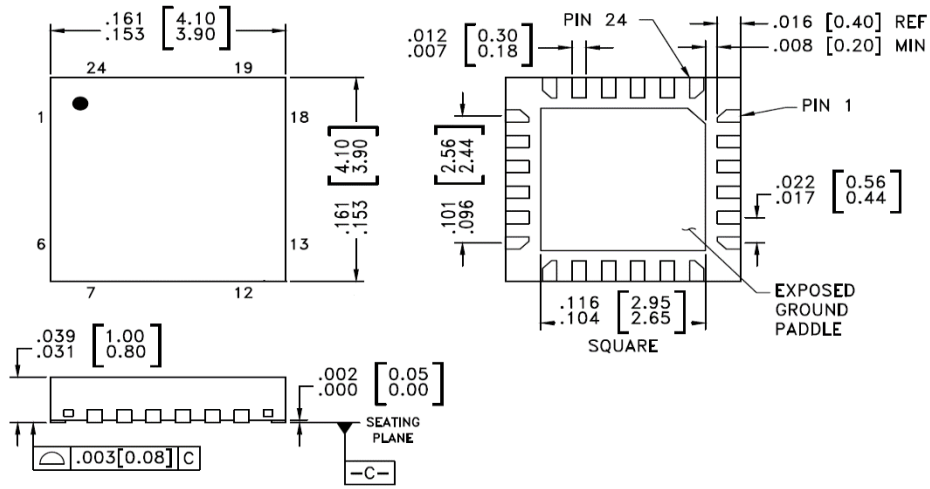 .161 [4.10]
.153 [3.90]
24 19
1 18
6 13
7 12
[4.10]
[3.90]
.161
.153
PIN 24
.012 [0.30]
.007 [0.18]
.016 [0.40] REF
.008 [0.20] MIN
PIN 1
[2.56]
[2.44]
.101
.096
.022 [0.56]
.017 [0.44]
.116 [2.95]
.104 [2.65]
SQUARE
EXPOSED
GROUND
PADDLE
.039 [1.00]
.031 [0.80]
.002 [0.05]
.000 [0.00]
SEATING
PLANE
.003[0.08] C
-C-